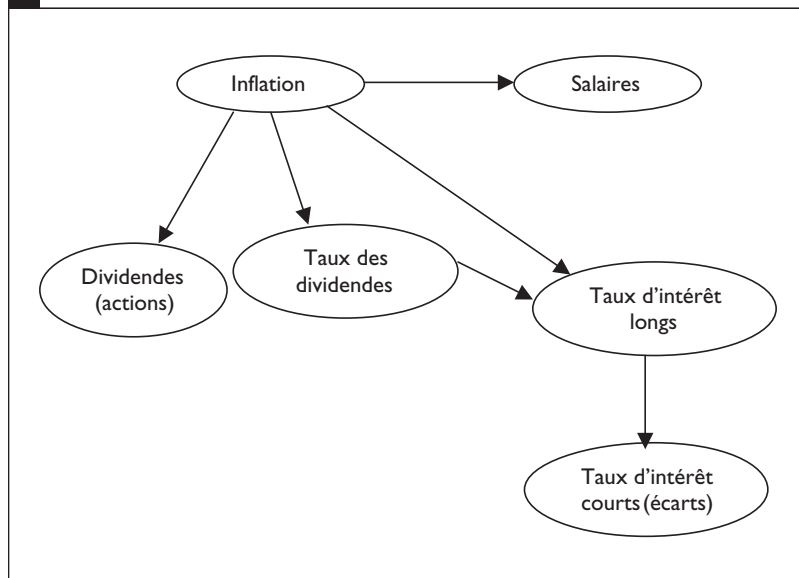 Inflation
Salaires
Dividendes
(actions)
Taux des
dividendes
Taux d'intérêt
longs
Taux d'intérêt
courts (écarts)